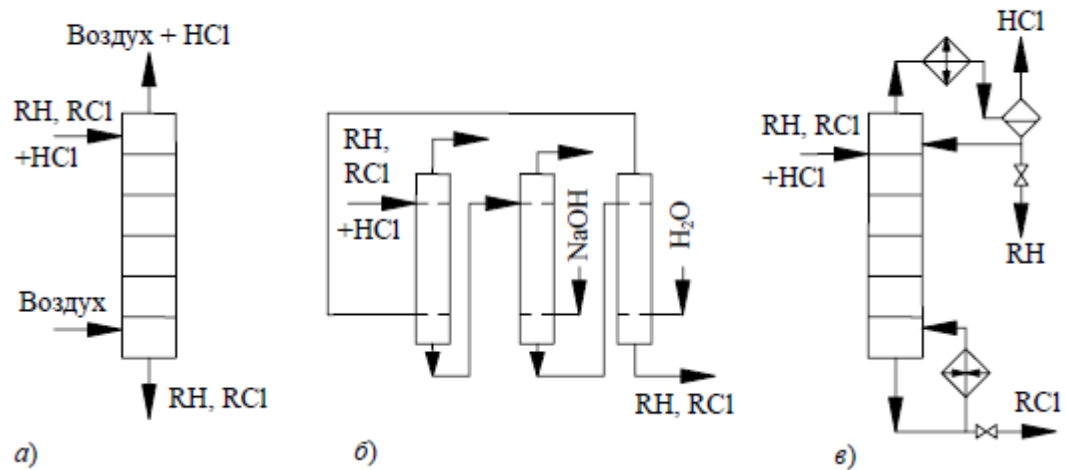 Воздух + HCl
RH, RCl
+HCl
Воздух
RH, RCl
а)
RH,
RCl
+HCl
NaOH
H₂O
RH, RCl
б)
HCl
RH, RCl
+HCl
RH
RCl
в)